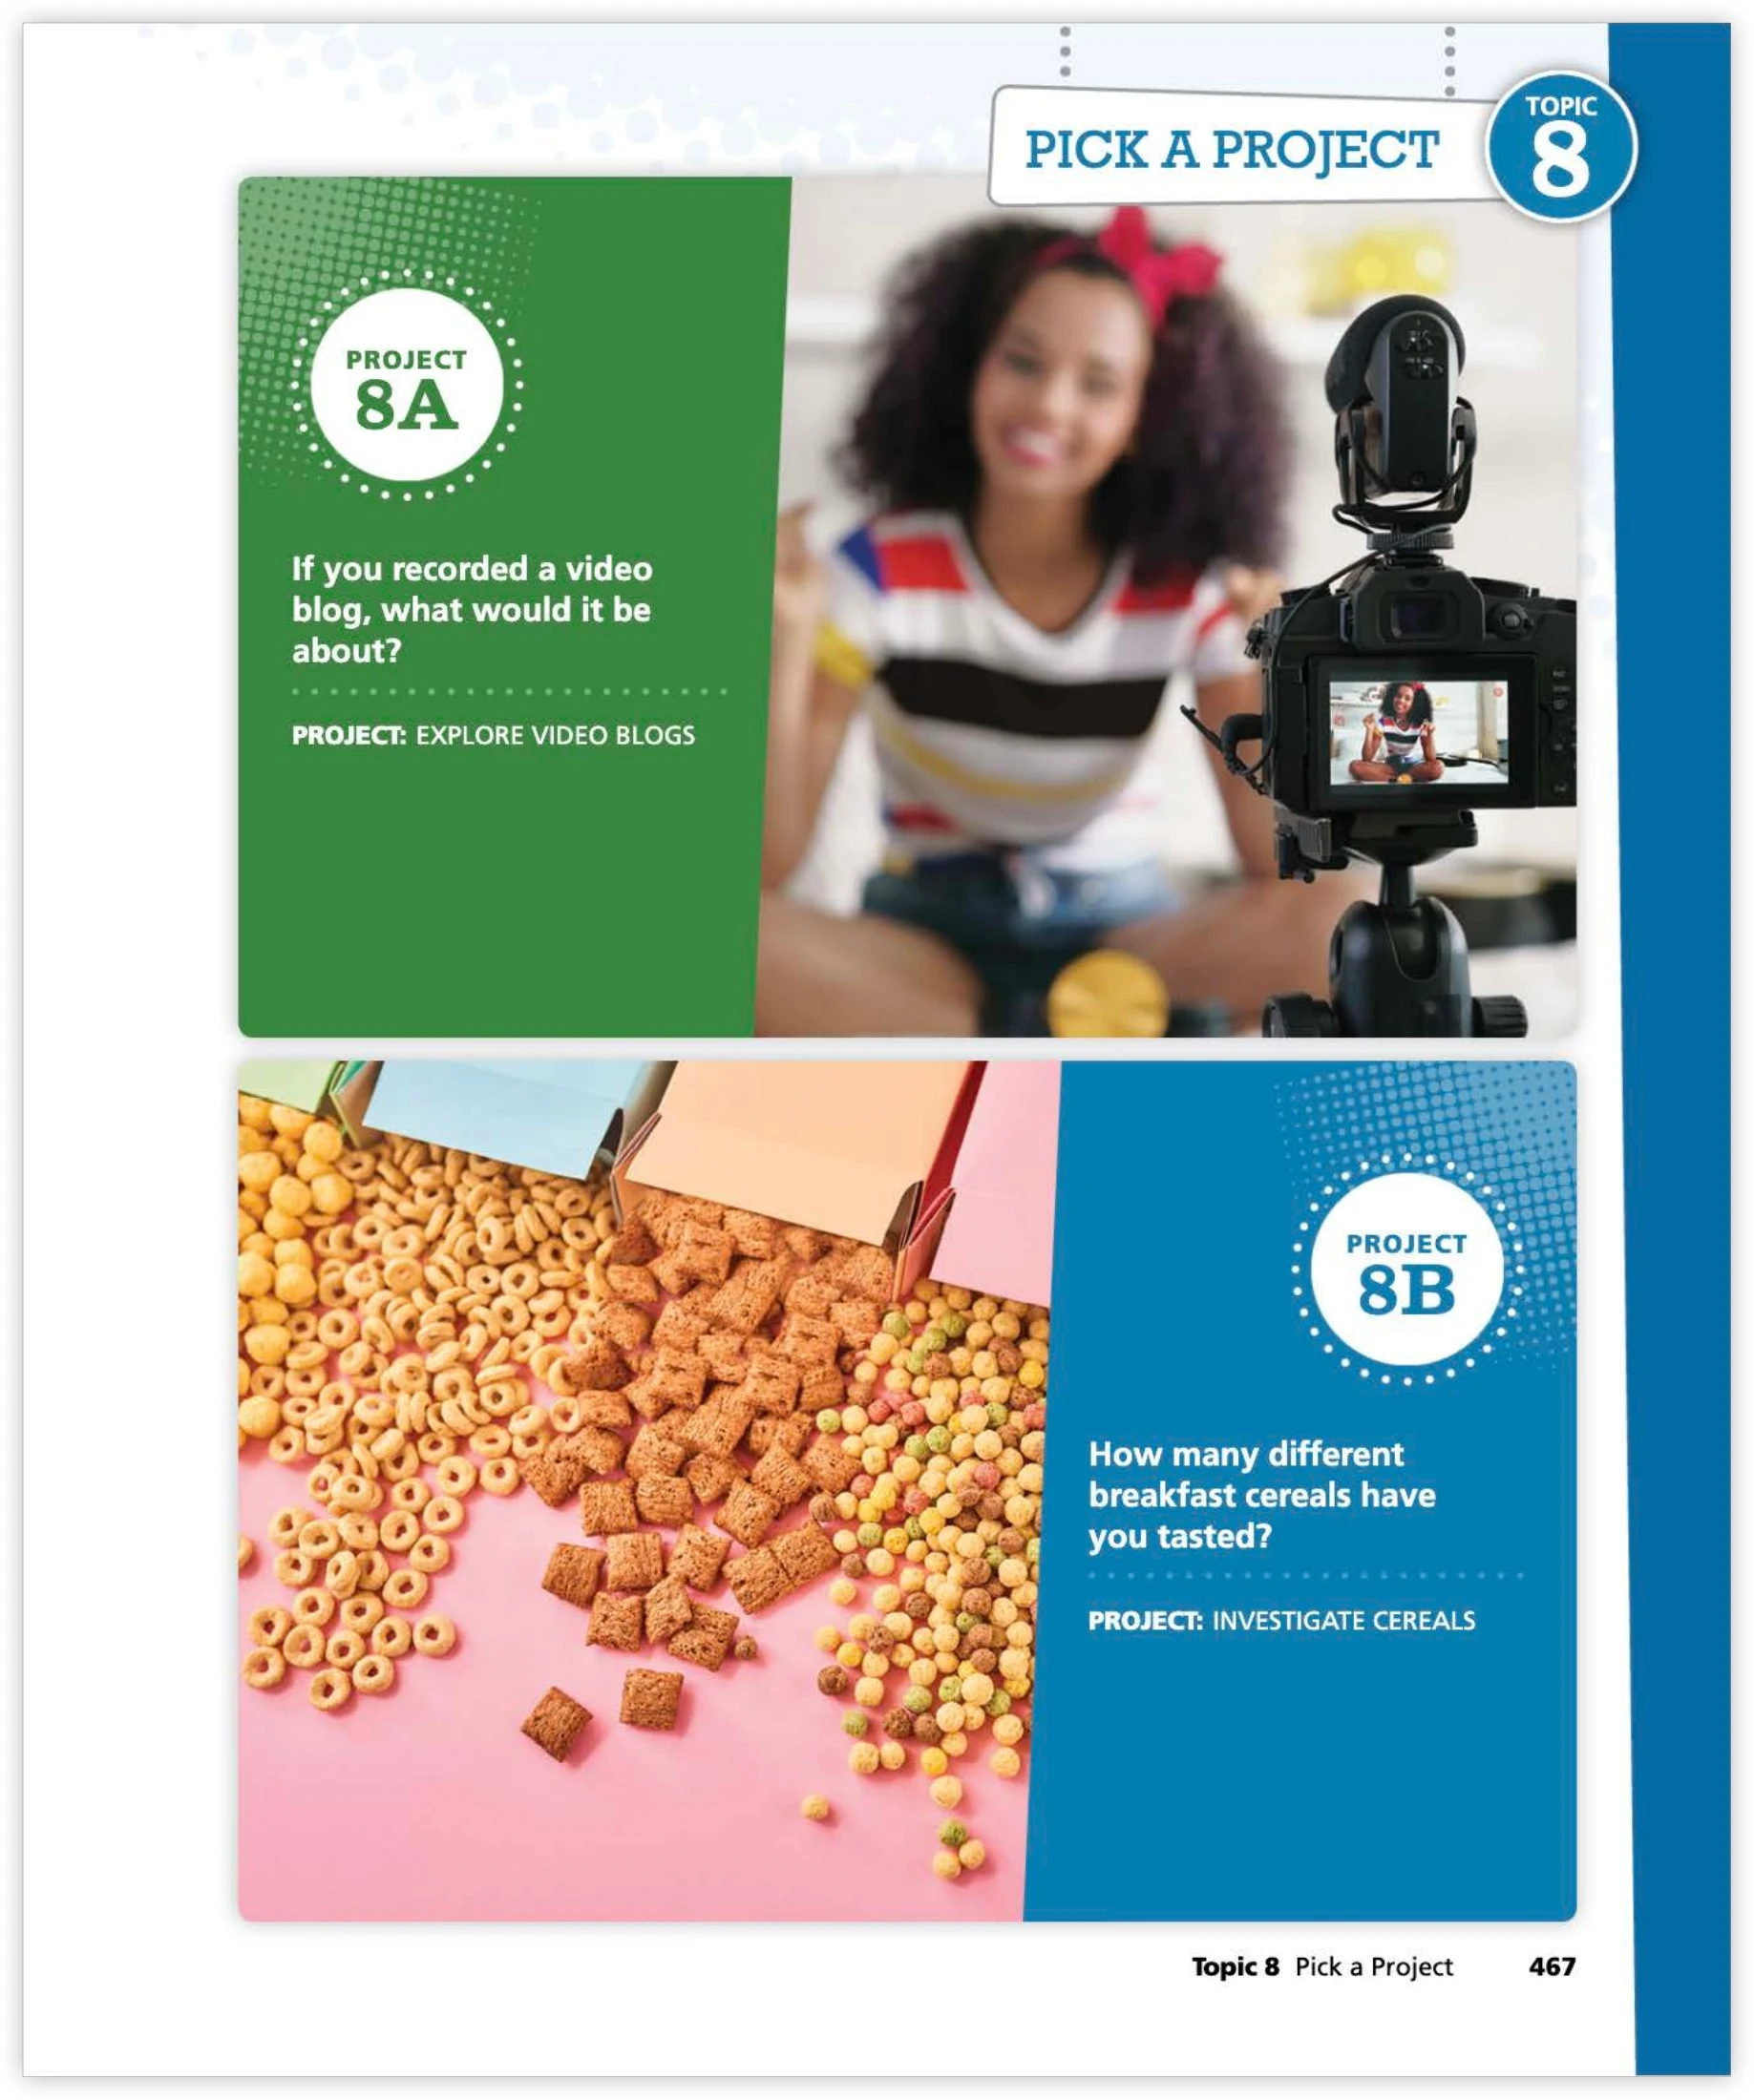 PICK A PROJECT
TOPIC
8
PROJECT
8A
If you recorded a video
blog, what would it be
about?
PROJECT: EXPLORE VIDEO BLOGS
PROJECT
8B
How many different
breakfast cereals have
you tasted?
PROJECT: INVESTIGATE CEREALS
Topic 8 Pick a Project 467